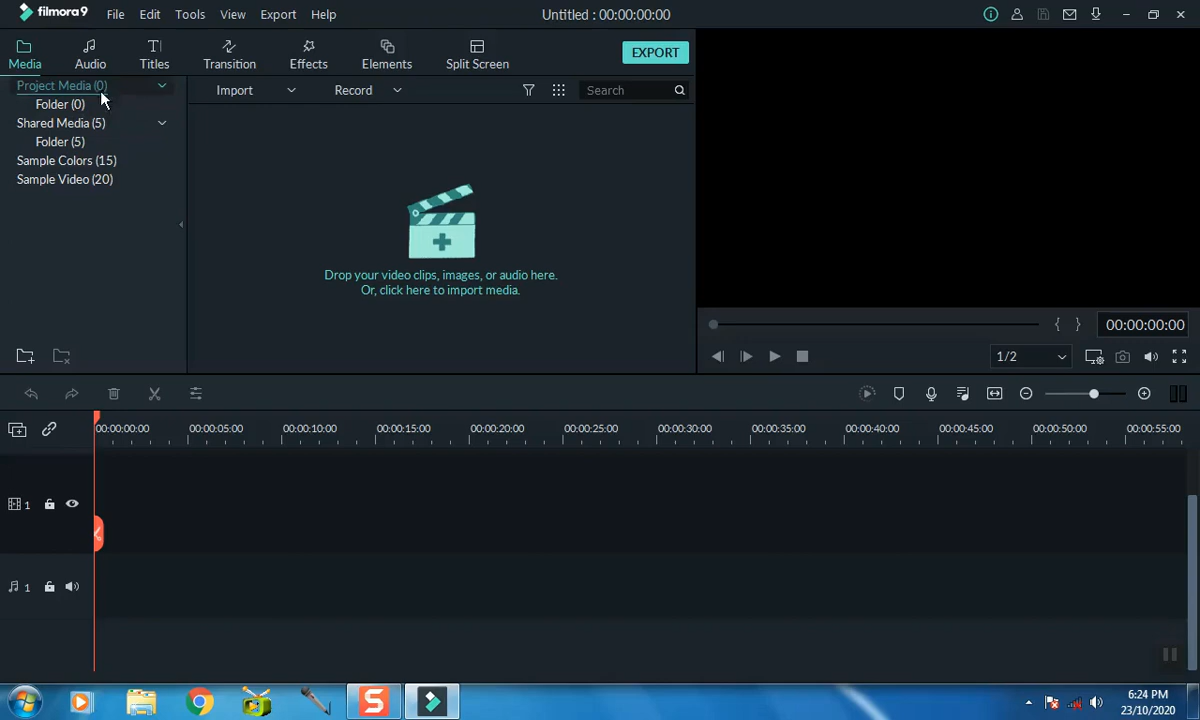 filmora9 File Edit Tools View Export Help Untitled : 00:00:00:00
Media Audio Titles Transition Effects Elements Split Screen EXPORT
Project Media (0)
Folder (0)
Shared Media (5)
Folder (5)
Sample Colors (15)
Sample Video (20)
Import Record Search
Drop your video clips, images, or audio here.
Or, click here to import media.
00:00:00:00
1/2
00:00:00:00 00:00:05:00 00:00:10:00 00:00:15:00 00:00:20:00 00:00:25:00 00:00:30:00 00:00:35:00 00:00:40:00 00:00:45:00 00:00:50:00 00:00:55:00
1
1
S
6:24 PM
23/10/2020